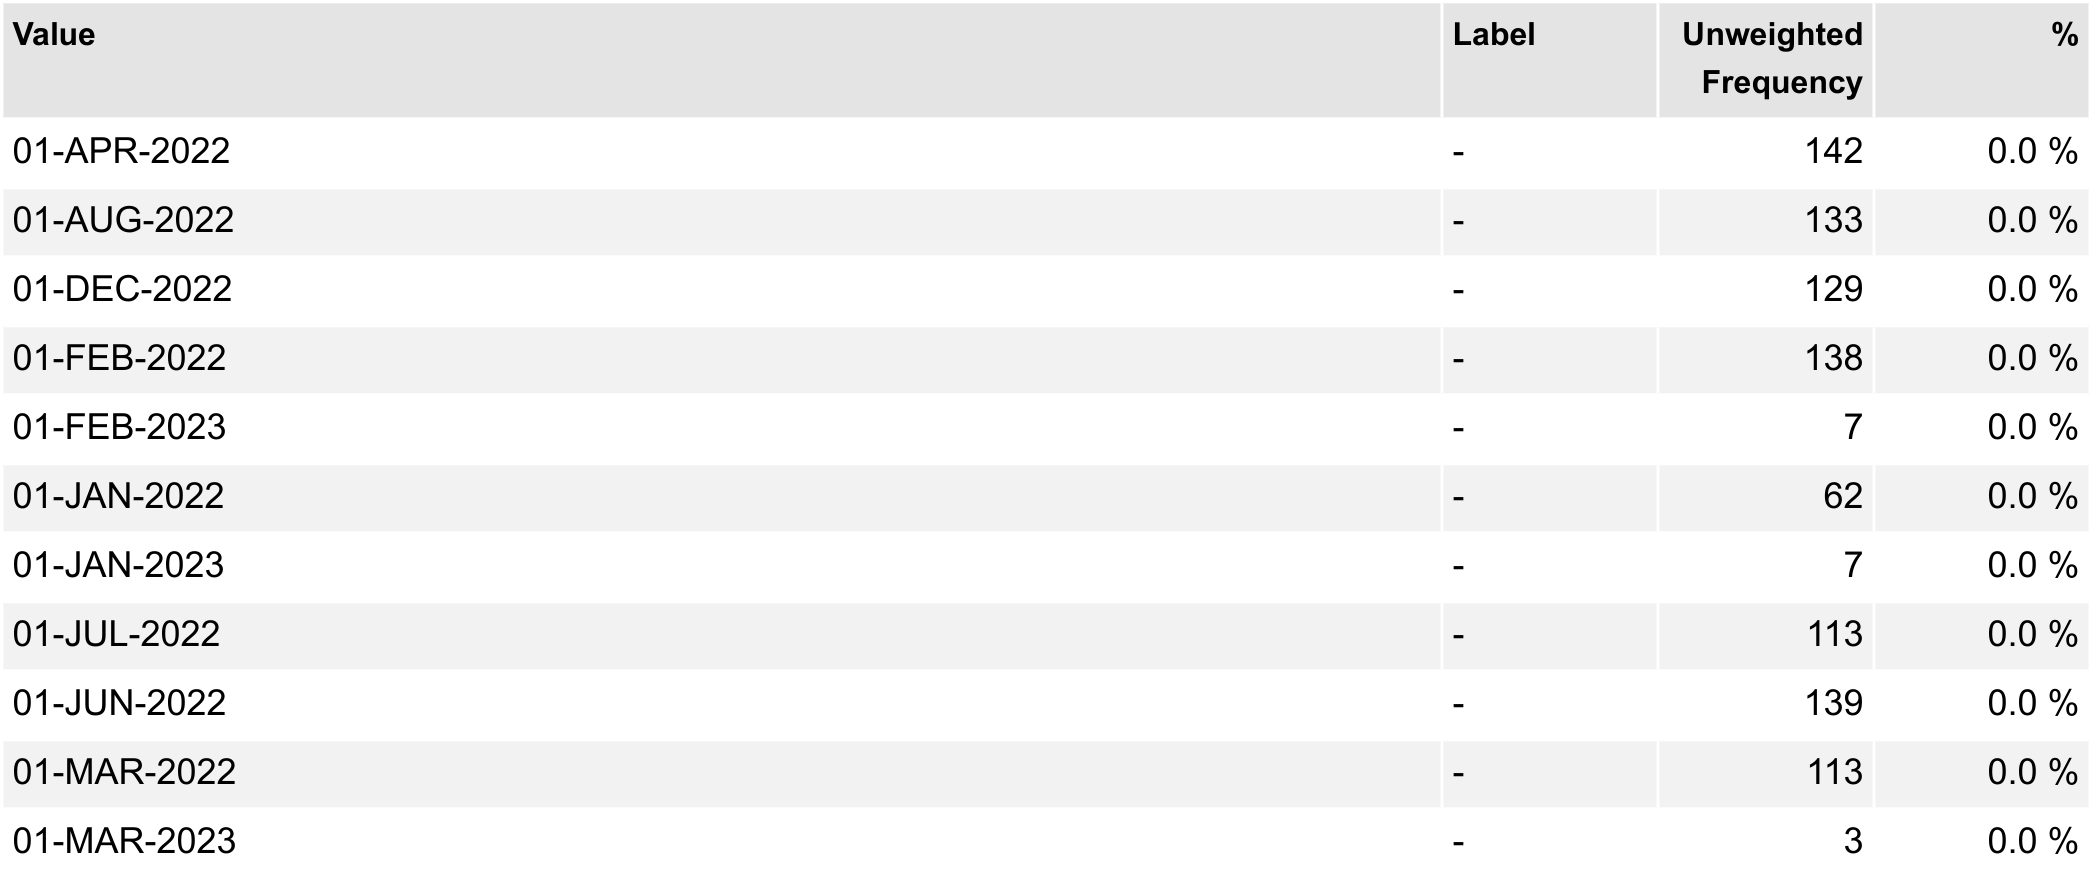 Value Label Unweighted Frequency %
01-APR-2022 - 142 0.0 %
01-AUG-2022 - 133 0.0 %
01-DEC-2022 - 129 0.0 %
01-FEB-2022 - 138 0.0 %
01-FEB-2023 - 7 0.0 %
01-JAN-2022 - 62 0.0 %
01-JAN-2023 - 7 0.0 %
01-JUL-2022 - 113 0.0 %
01-JUN-2022 - 139 0.0 %
01-MAR-2022 - 113 0.0 %
01-MAR-2023 - 3 0.0 %